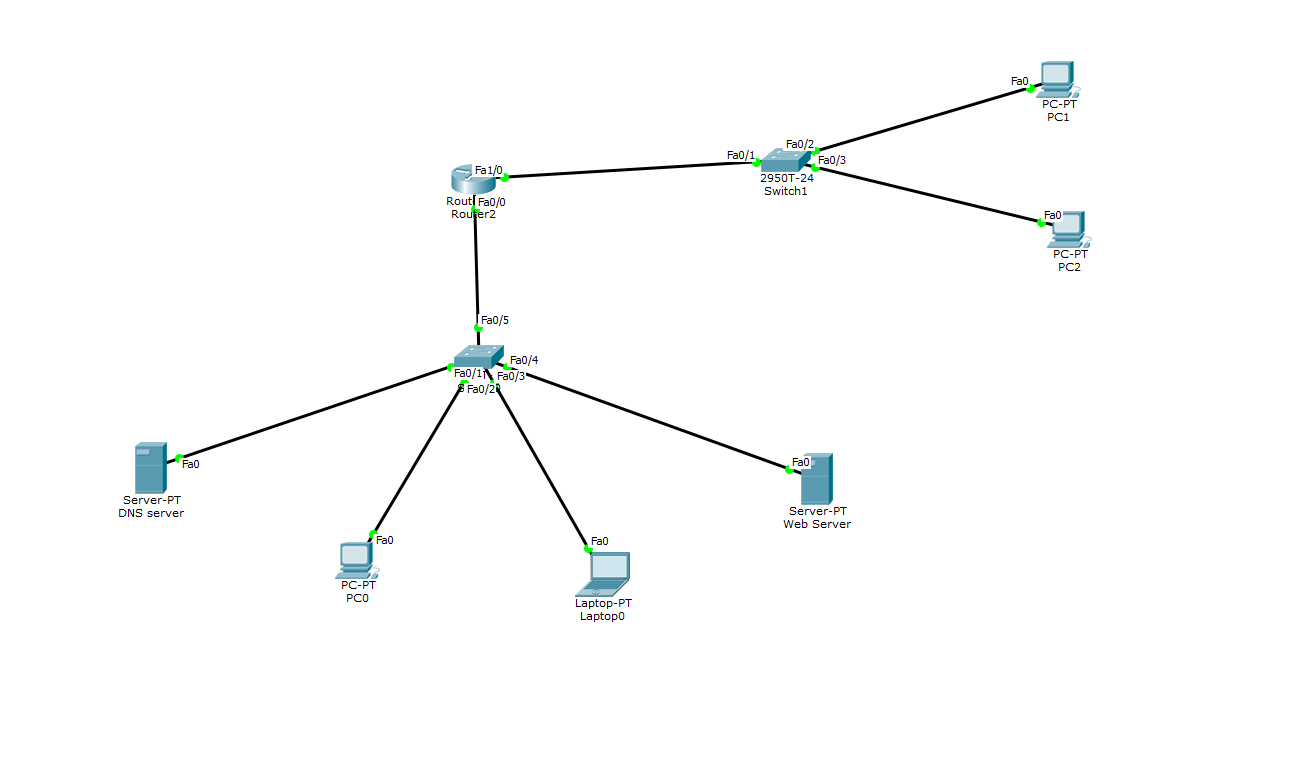 Fa0
PC-PT
PC1
Fa0/2
Fa0/1
Fa0/3
2950T-24
Switch1
Fa1/0
Rout
Fa0/0
Router2
Fa0
PC-PT
PC2
Fa0/5
Fa0/4
Fa0/1
Fa0/3
Fa0/2
Fa0
Server-PT
DNS server
Fa0
Server-PT
Web Server
Fa0
PC-PT
PC0
Fa0
Laptop-PT
Laptop0